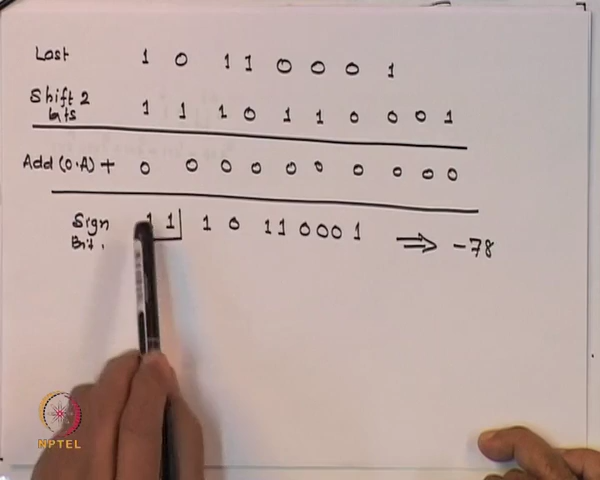 Last 1 0 1 1 0 0 0 1
Shift 2 bits 1 1 1 0 1 1 0 0 0 1
Add (0.A) + 0 0 0 0 0 0 0 0 0 0
Sign Bit. 1 1 1 0 1 1 0 0 0 1 ⇒ -78
NPTEL